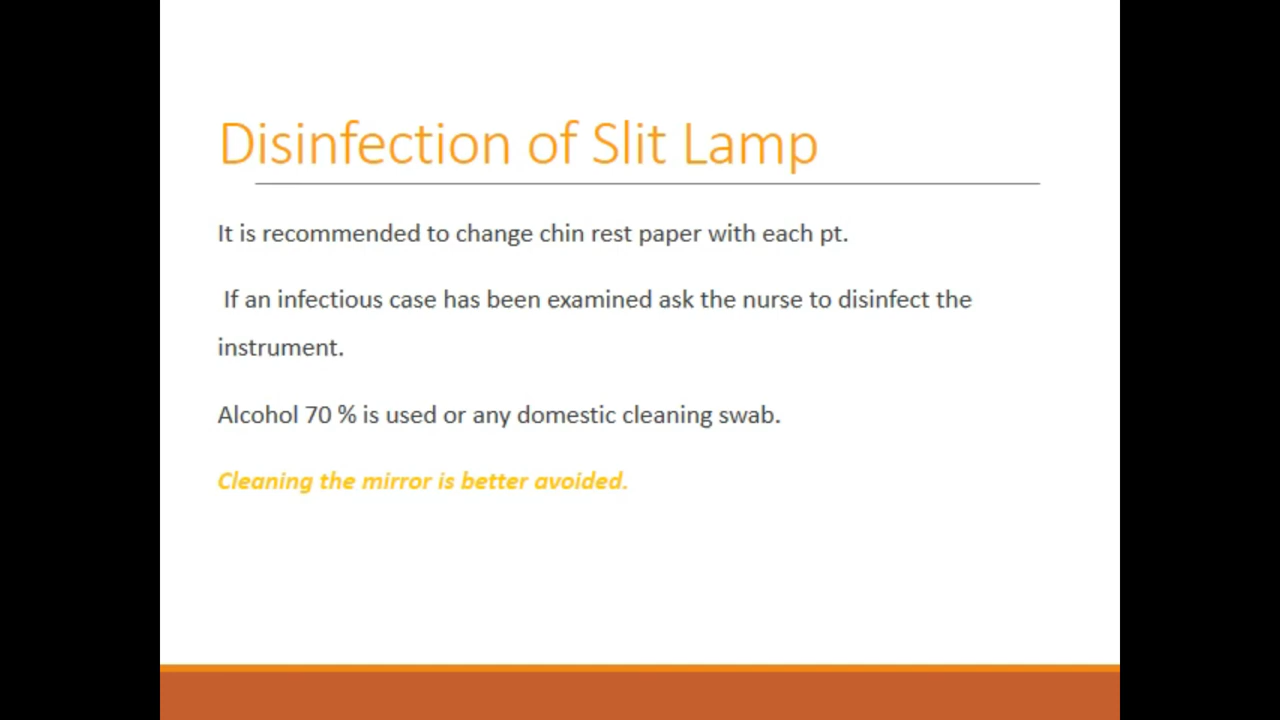 Disinfection of Slit Lamp
It is recommended to change chin rest paper with each pt.
If an infectious case has been examined ask the nurse to disinfect the
instrument.
Alcohol 70 % is used or any domestic cleaning swab.
Cleaning the mirror is better avoided.